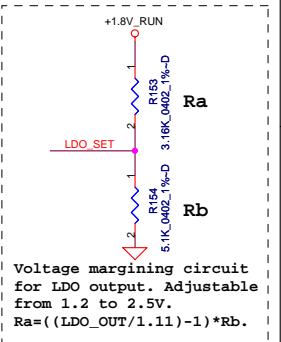 +1.8V_RUN
1
R153
3.16K_0402_1%~D
Ra
2
LDO_SET
1
R154
5.1K_0402_1%~D
Rb
2
Voltage margining circuit
for LDO output. Adjustable
from 1.2 to 2.5V.
Ra=((LDO_OUT/1.11)-1)*Rb.